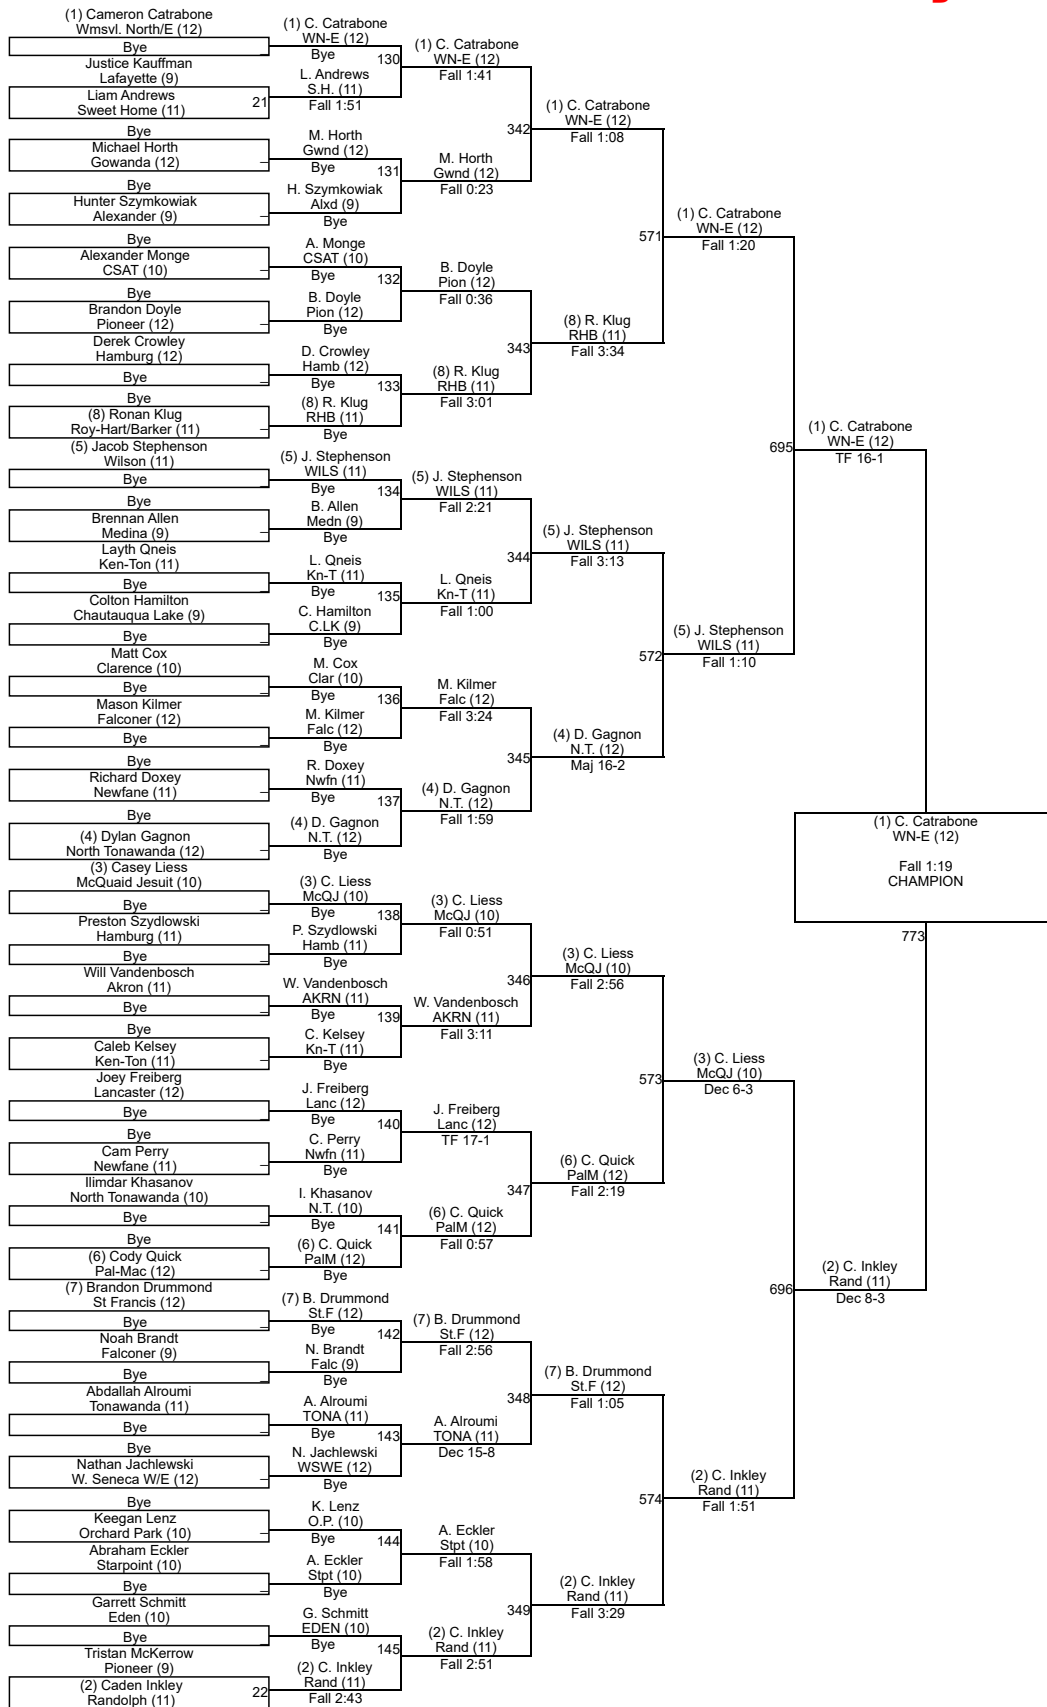 (1) Cameron Catrabone
Wmsvl. North/E (12)
Bye
Justice Kauffman
Lafayette (9)
Liam Andrews
Sweet Home (11)
21
Bye
Michael Horth
Gowanda (12)
Bye
Hunter Szymkowiak
Alexander (9)
Bye
Alexander Monge
CSAT (10)
Bye
Brandon Doyle
Pioneer (12)
Derek Crowley
Hamburg (12)
Bye
Bye
(8) Ronan Klug
Roy-Hart/Barker (11)
(5) Jacob Stephenson
Wilson (11)
Bye
Bye
Brennan Allen
Medina (9)
Layth Qneis
Ken-Ton (11)
Bye
Colton Hamilton
Chautauqua Lake (9)
Bye
Matt Cox
Clarence (10)
Bye
Mason Kilmer
Falconer (12)
Bye
Bye
Richard Doxey
Newfane (11)
Bye
(4) Dylan Gagnon
North Tonawanda (12)
(3) Casey Liess
McQuaid Jesuit (10)
Bye
Preston Szydlowski
Hamburg (11)
Bye
Will Vandenbosch
Akron (11)
Bye
Bye
Caleb Kelsey
Ken-Ton (11)
Joey Freiberg
Lancaster (12)
Bye
Bye
Cam Perry
Newfane (11)
Ilimdar Khasanov
North Tonawanda (10)
Bye
Bye
(6) Cody Quick
Pal-Mac (12)
(7) Brandon Drummond
St Francis (12)
Bye
Noah Brandt
Falconer (9)
Bye
Abdallah Alroumi
Tonawanda (11)
Bye
Bye
Nathan Jachlewski
W. Seneca W/E (12)
Bye
Keegan Lenz
Orchard Park (10)
Abraham Eckler
Starpoint (10)
Bye
Garrett Schmitt
Eden (10)
Bye
Tristan McKerrow
Pioneer (9)
(2) Caden Inkley
Randolph (11)
22
(1) C. Catrabone
WN-E (12)
Bye
130
L. Andrews
S.H. (11)
Fall 1:51
M. Horth
Gwnd (12)
Bye
131
H. Szymkowiak
Alxd (9)
Bye
A. Monge
CSAT (10)
Bye
132
B. Doyle
Pion (12)
Bye
D. Crowley
Hamb (12)
Bye
133
(8) R. Klug
RHB (11)
Bye
(5) J. Stephenson
WILS (11)
Bye
134
B. Allen
Medn (9)
Bye
L. Qneis
Kn-T (11)
Bye
135
C. Hamilton
C.LK (9)
Bye
M. Cox
Clar (10)
Bye
136
M. Kilmer
Falc (12)
Bye
R. Doxey
Nwfn (11)
Bye
137
(4) D. Gagnon
N.T. (12)
Bye
(3) C. Liess
McQJ (10)
Bye
138
P. Szydlowski
Hamb (11)
Bye
W. Vandenbosch
AKRN (11)
Bye
139
C. Kelsey
Kn-T (11)
Bye
J. Freiberg
Lanc (12)
Bye
140
C. Perry
Nwfn (11)
Bye
I. Khasanov
N.T. (10)
Bye
141
(6) C. Quick
PalM (12)
Bye
(7) B. Drummond
St.F (12)
Bye
142
N. Brandt
Falc (9)
Bye
A. Alroumi
TONA (11)
Bye
143
N. Jachlewski
WSWE (12)
Bye
K. Lenz
O.P. (10)
Bye
144
A. Eckler
Stpt (10)
Bye
G. Schmitt
EDEN (10)
Bye
145
(2) C. Inkley
Rand (11)
Fall 2:43
(1) C. Catrabone
WN-E (12)
Fall 1:41
342
M. Horth
Gwnd (12)
Fall 0:23
B. Doyle
Pion (12)
Fall 0:36
343
(8) R. Klug
RHB (11)
Fall 3:01
(5) J. Stephenson
WILS (11)
Fall 2:21
344
L. Qneis
Kn-T (11)
Fall 1:00
M. Kilmer
Falc (12)
Fall 3:24
345
(4) D. Gagnon
N.T. (12)
Fall 1:59
(3) C. Liess
McQJ (10)
Fall 0:51
346
W. Vandenbosch
AKRN (11)
Fall 3:11
J. Freiberg
Lanc (12)
TF 17-1
347
(6) C. Quick
PalM (12)
Fall 0:57
(7) B. Drummond
St.F (12)
Fall 2:56
348
A. Alroumi
TONA (11)
Dec 15-8
A. Eckler
Stpt (10)
Fall 1:58
349
(2) C. Inkley
Rand (11)
Fall 2:51
(1) C. Catrabone
WN-E (12)
Fall 1:08
571
(8) R. Klug
RHB (11)
Fall 3:34
(5) J. Stephenson
WILS (11)
Fall 3:13
572
(4) D. Gagnon
N.T. (12)
Maj 16-2
(3) C. Liess
McQJ (10)
Fall 2:56
573
(6) C. Quick
PalM (12)
Fall 2:19
(7) B. Drummond
St.F (12)
Fall 1:05
574
(2) C. Inkley
Rand (11)
Fall 3:29
(1) C. Catrabone
WN-E (12)
Fall 1:20
695
(5) J. Stephenson
WILS (11)
Fall 1:10
(3) C. Liess
McQJ (10)
Dec 6-3
696
(2) C. Inkley
Rand (11)
Fall 1:51
(1) C. Catrabone
WN-E (12)
TF 16-1
(2) C. Inkley
Rand (11)
Dec 8-3
(1) C. Catrabone
WN-E (12)
Fall 1:19
CHAMPION
773